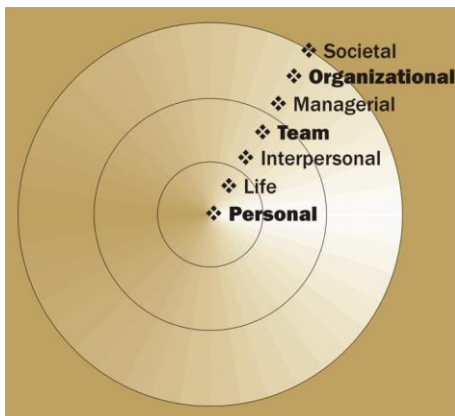 ❖ Societal
❖ Organizational
❖ Managerial
❖ Team
❖ Interpersonal
❖ Life
❖ Personal